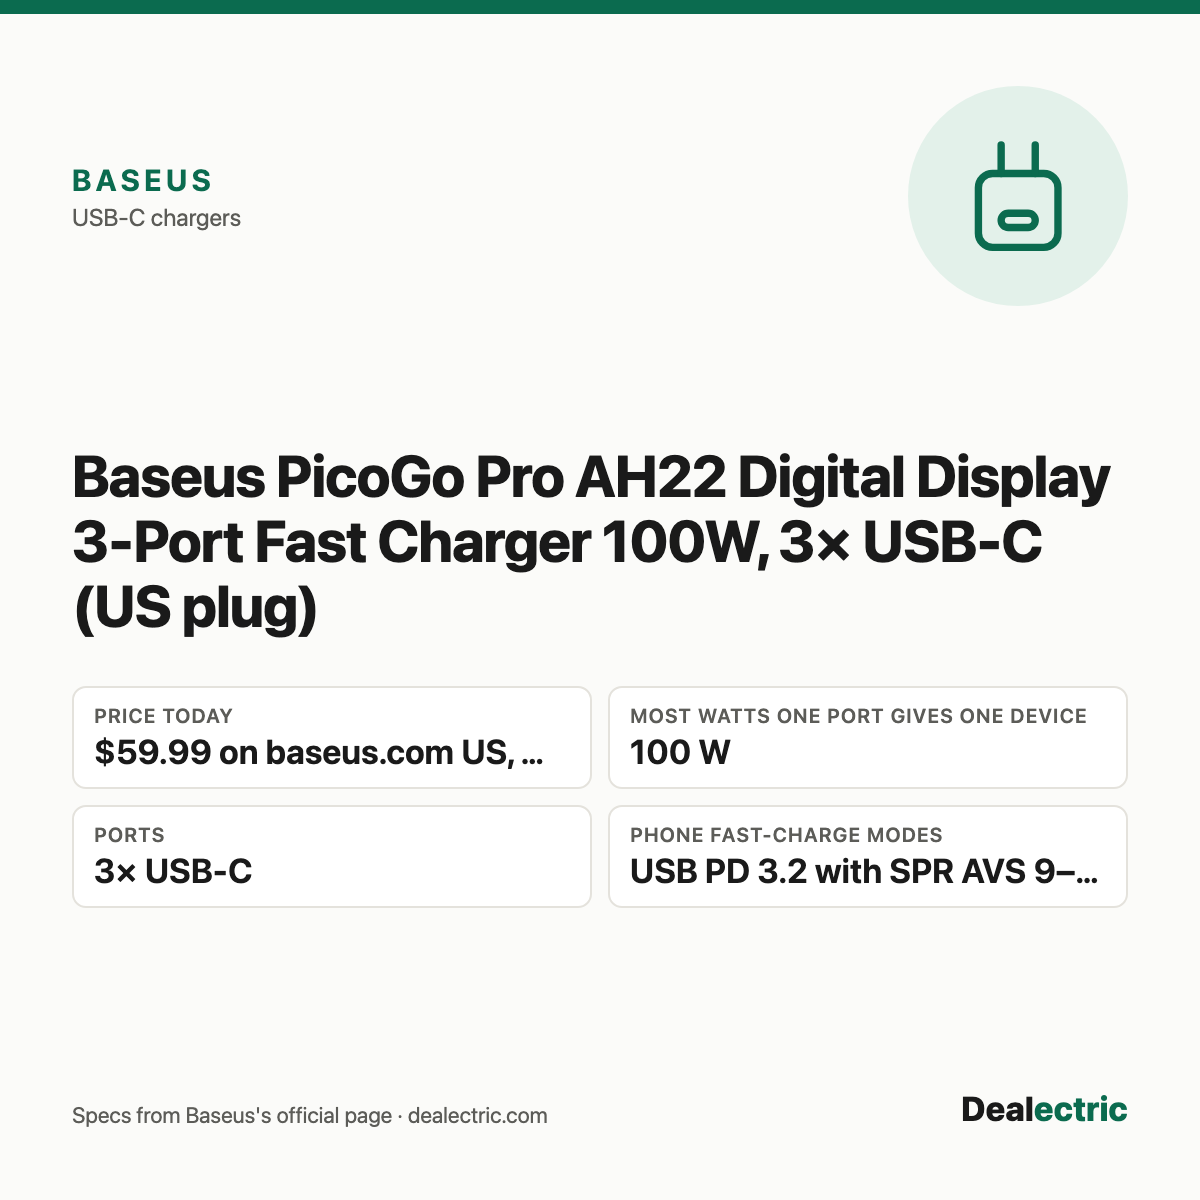 BASEUS
USB-C chargers
Baseus PicoGo Pro AH22 Digital Display
3-Port Fast Charger 100W, 3× USB-C
(US plug)
PRICE TODAY
$59.99 on baseus.com US, ...
MOST WATTS ONE PORT GIVES ONE DEVICE
100 W
PORTS
3× USB-C
PHONE FAST-CHARGE MODES
USB PD 3.2 with SPR AVS 9–...
Specs from Baseus's official page · dealectric.com
Dealectric